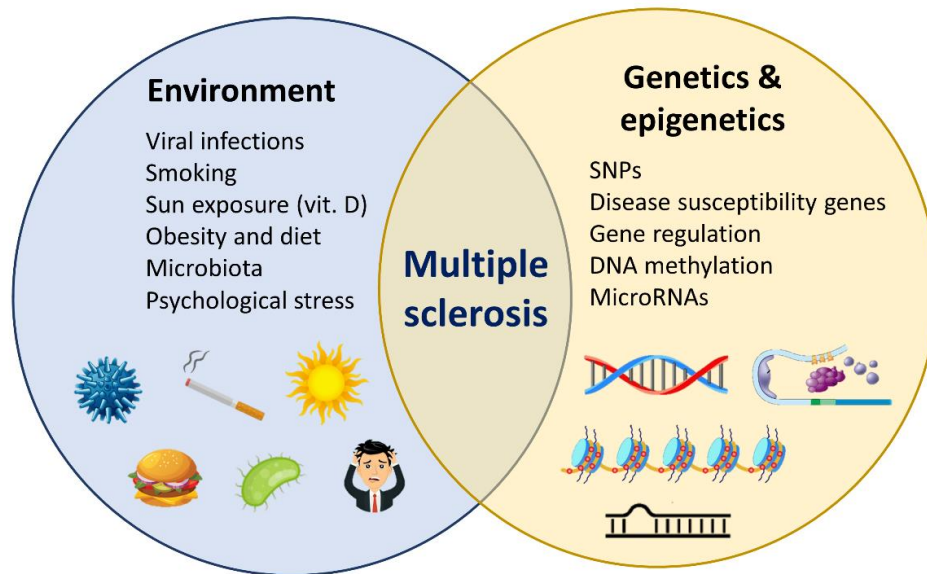 Environment
Viral infections
Smoking
Sun exposure (vit. D)
Obesity and diet
Microbiota
Psychological stress
Multiple
sclerosis
Genetics &
epigenetics
SNPs
Disease susceptibility genes
Gene regulation
DNA methylation
MicroRNAs